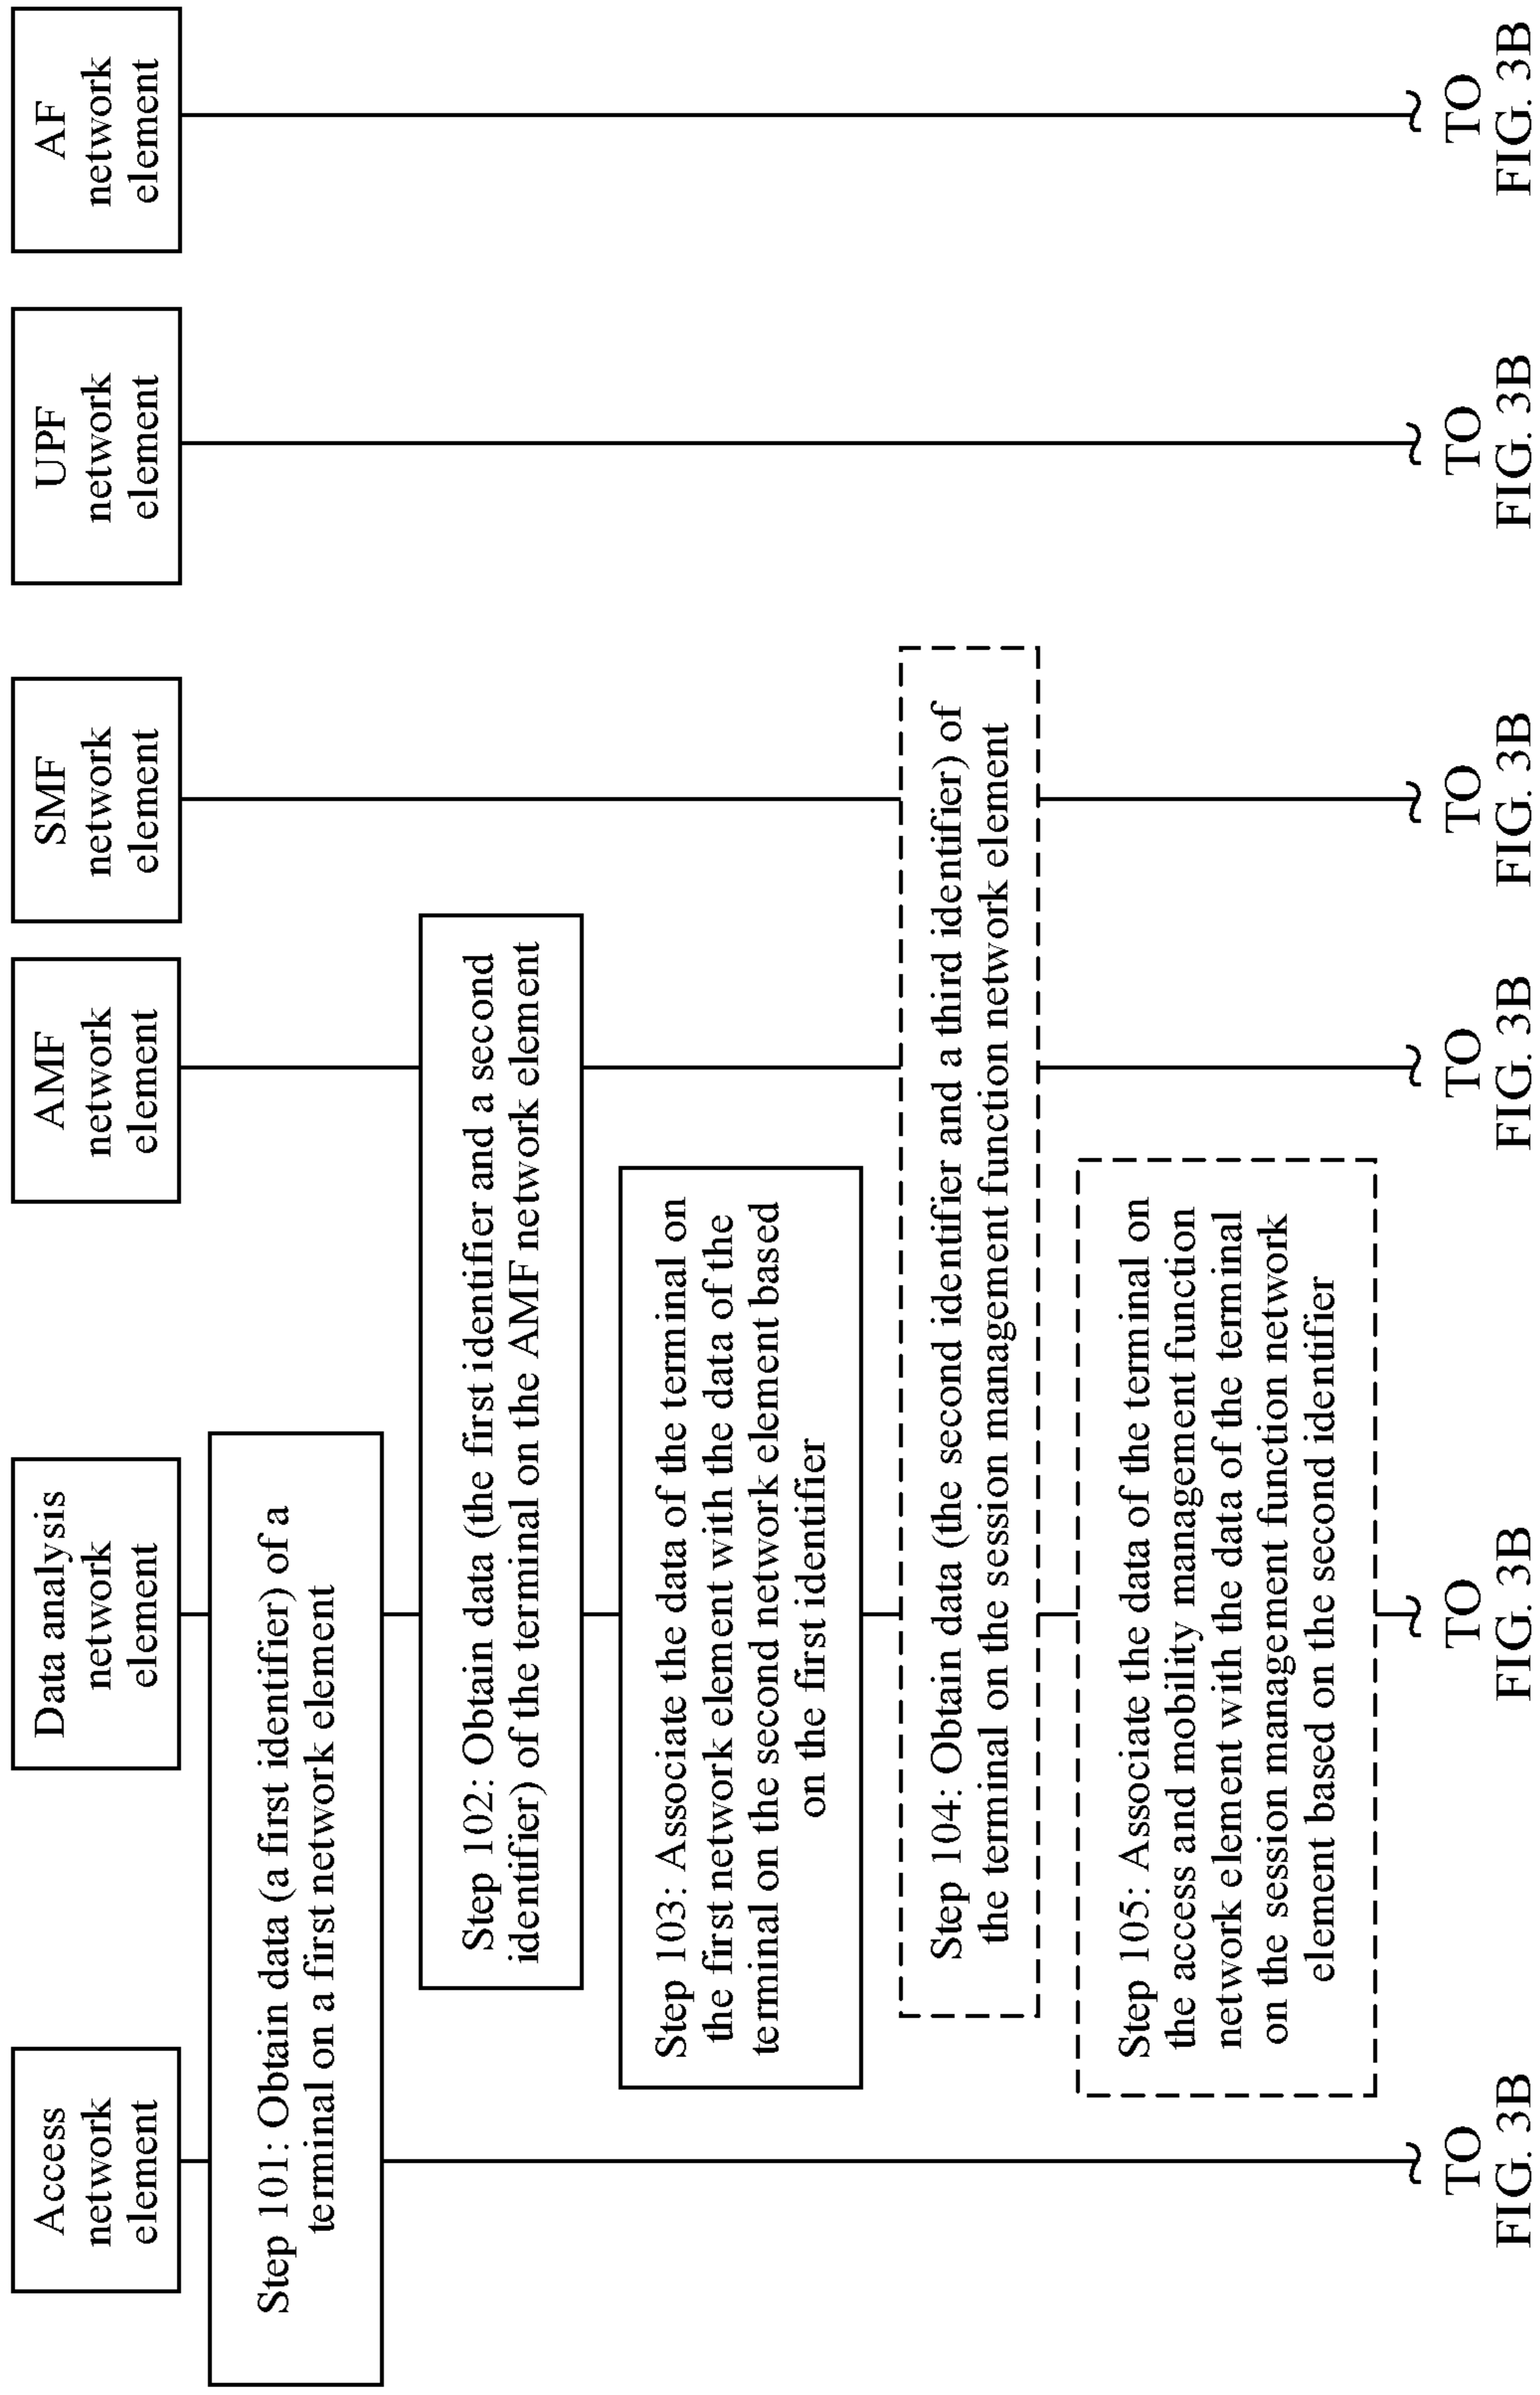 Access
network
element
Data analysis
network
element
AMF
network
element
SMF
network
element
UPF
network
element
AF
network
element
Step 101: Obtain data (a first identifier) of a
terminal on a first network element
Step 102: Obtain data (the first identifier and a second
identifier) of the terminal on the AMF network element
Step 103: Associate the data of the terminal on
the first network element with the data of the
terminal on the second network element based
on the first identifier
Step 104: Obtain data (the second identifier and a third identifier) of
the terminal on the session management function network element
Step 105: Associate the data of the terminal on
the access and mobility management function
network element with the data of the terminal
on the session management function network
element based on the second identifier
TO
FIG. 3B
TO
FIG. 3B
TO
FIG. 3B
TO
FIG. 3B
TO
FIG. 3B
TO
FIG. 3B